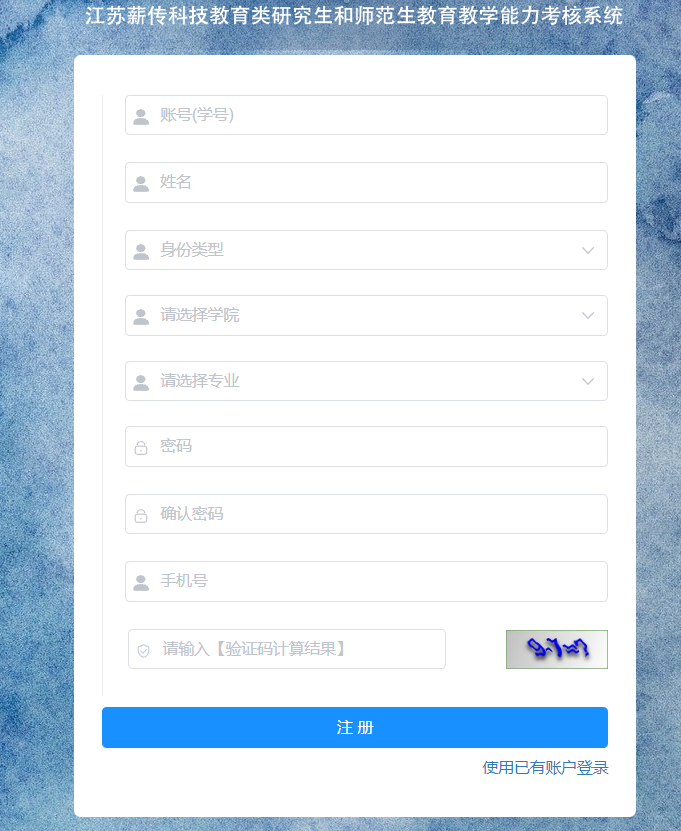 江苏薪传科技教育类研究生和师范生教育教学能力考核系统
账号(学号)
姓名
身份类型
请选择学院
请选择专业
密码
确认密码
手机号
请输入【验证码计算结果】
注 册
使用已有账户登录